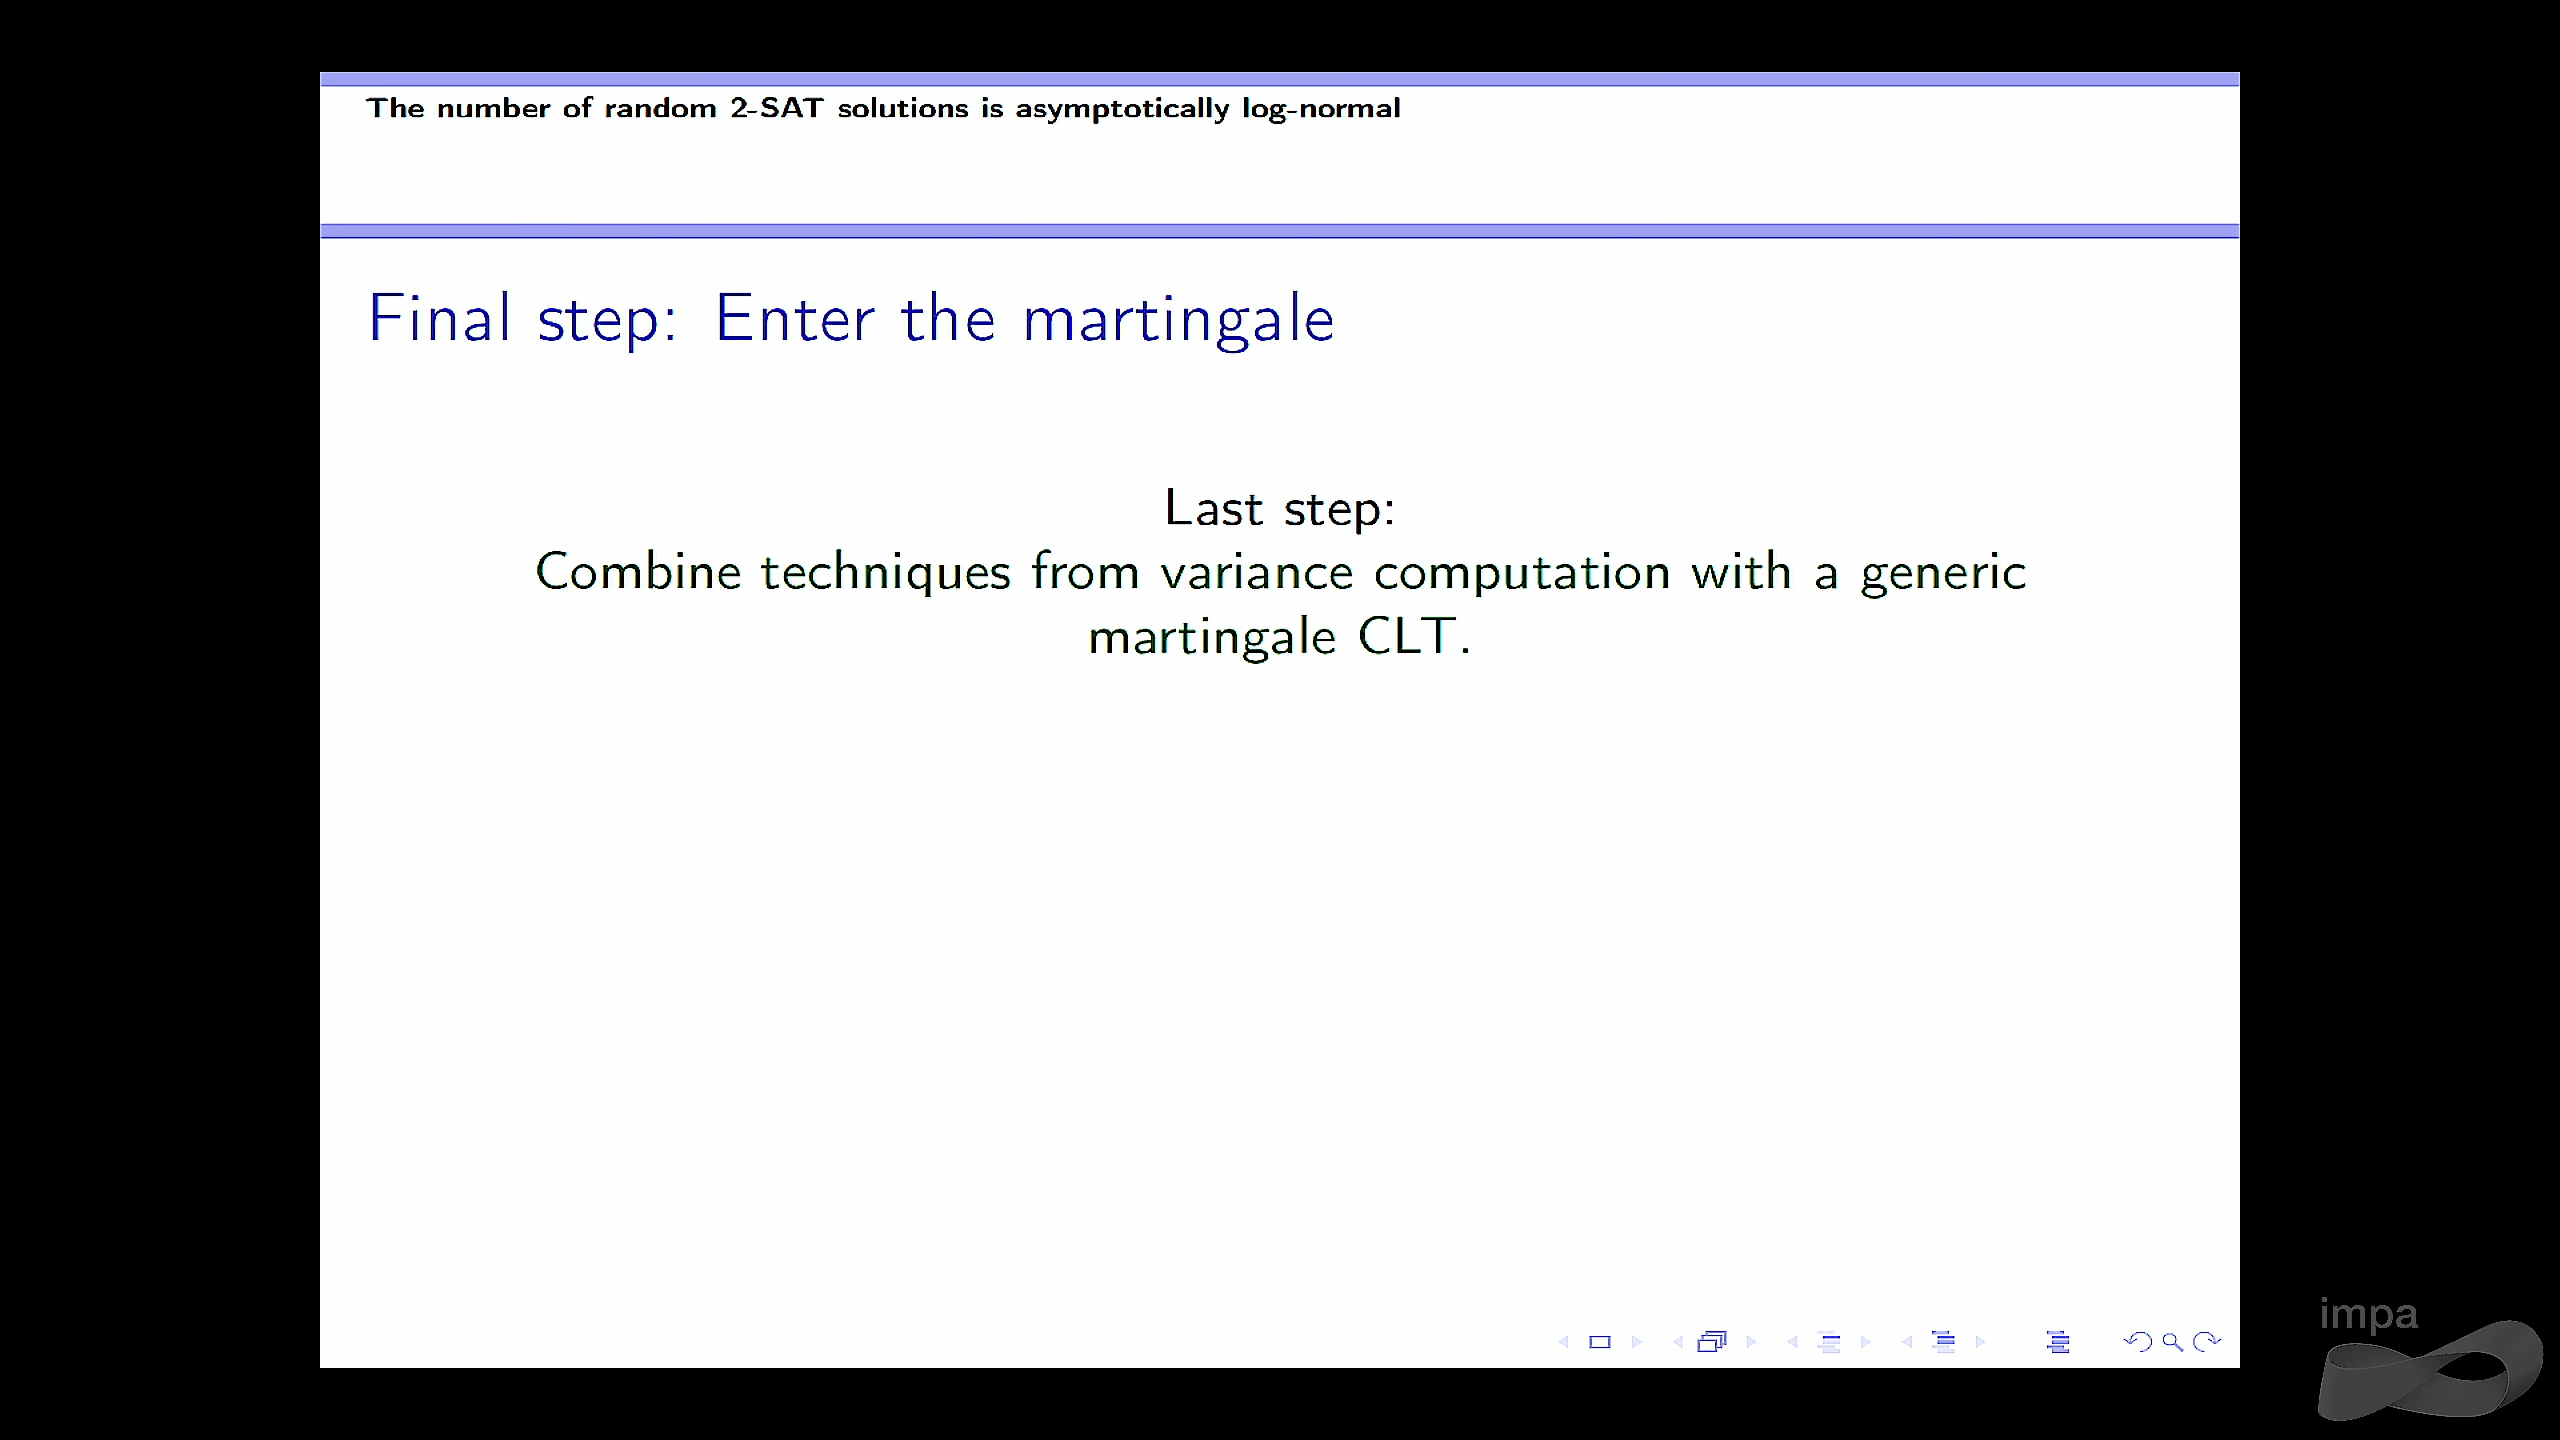 The number of random 2-SAT solutions is asymptotically log-normal
Final step: Enter the martingale
Last step:
Combine techniques from variance computation with a generic
martingale CLT.
impa